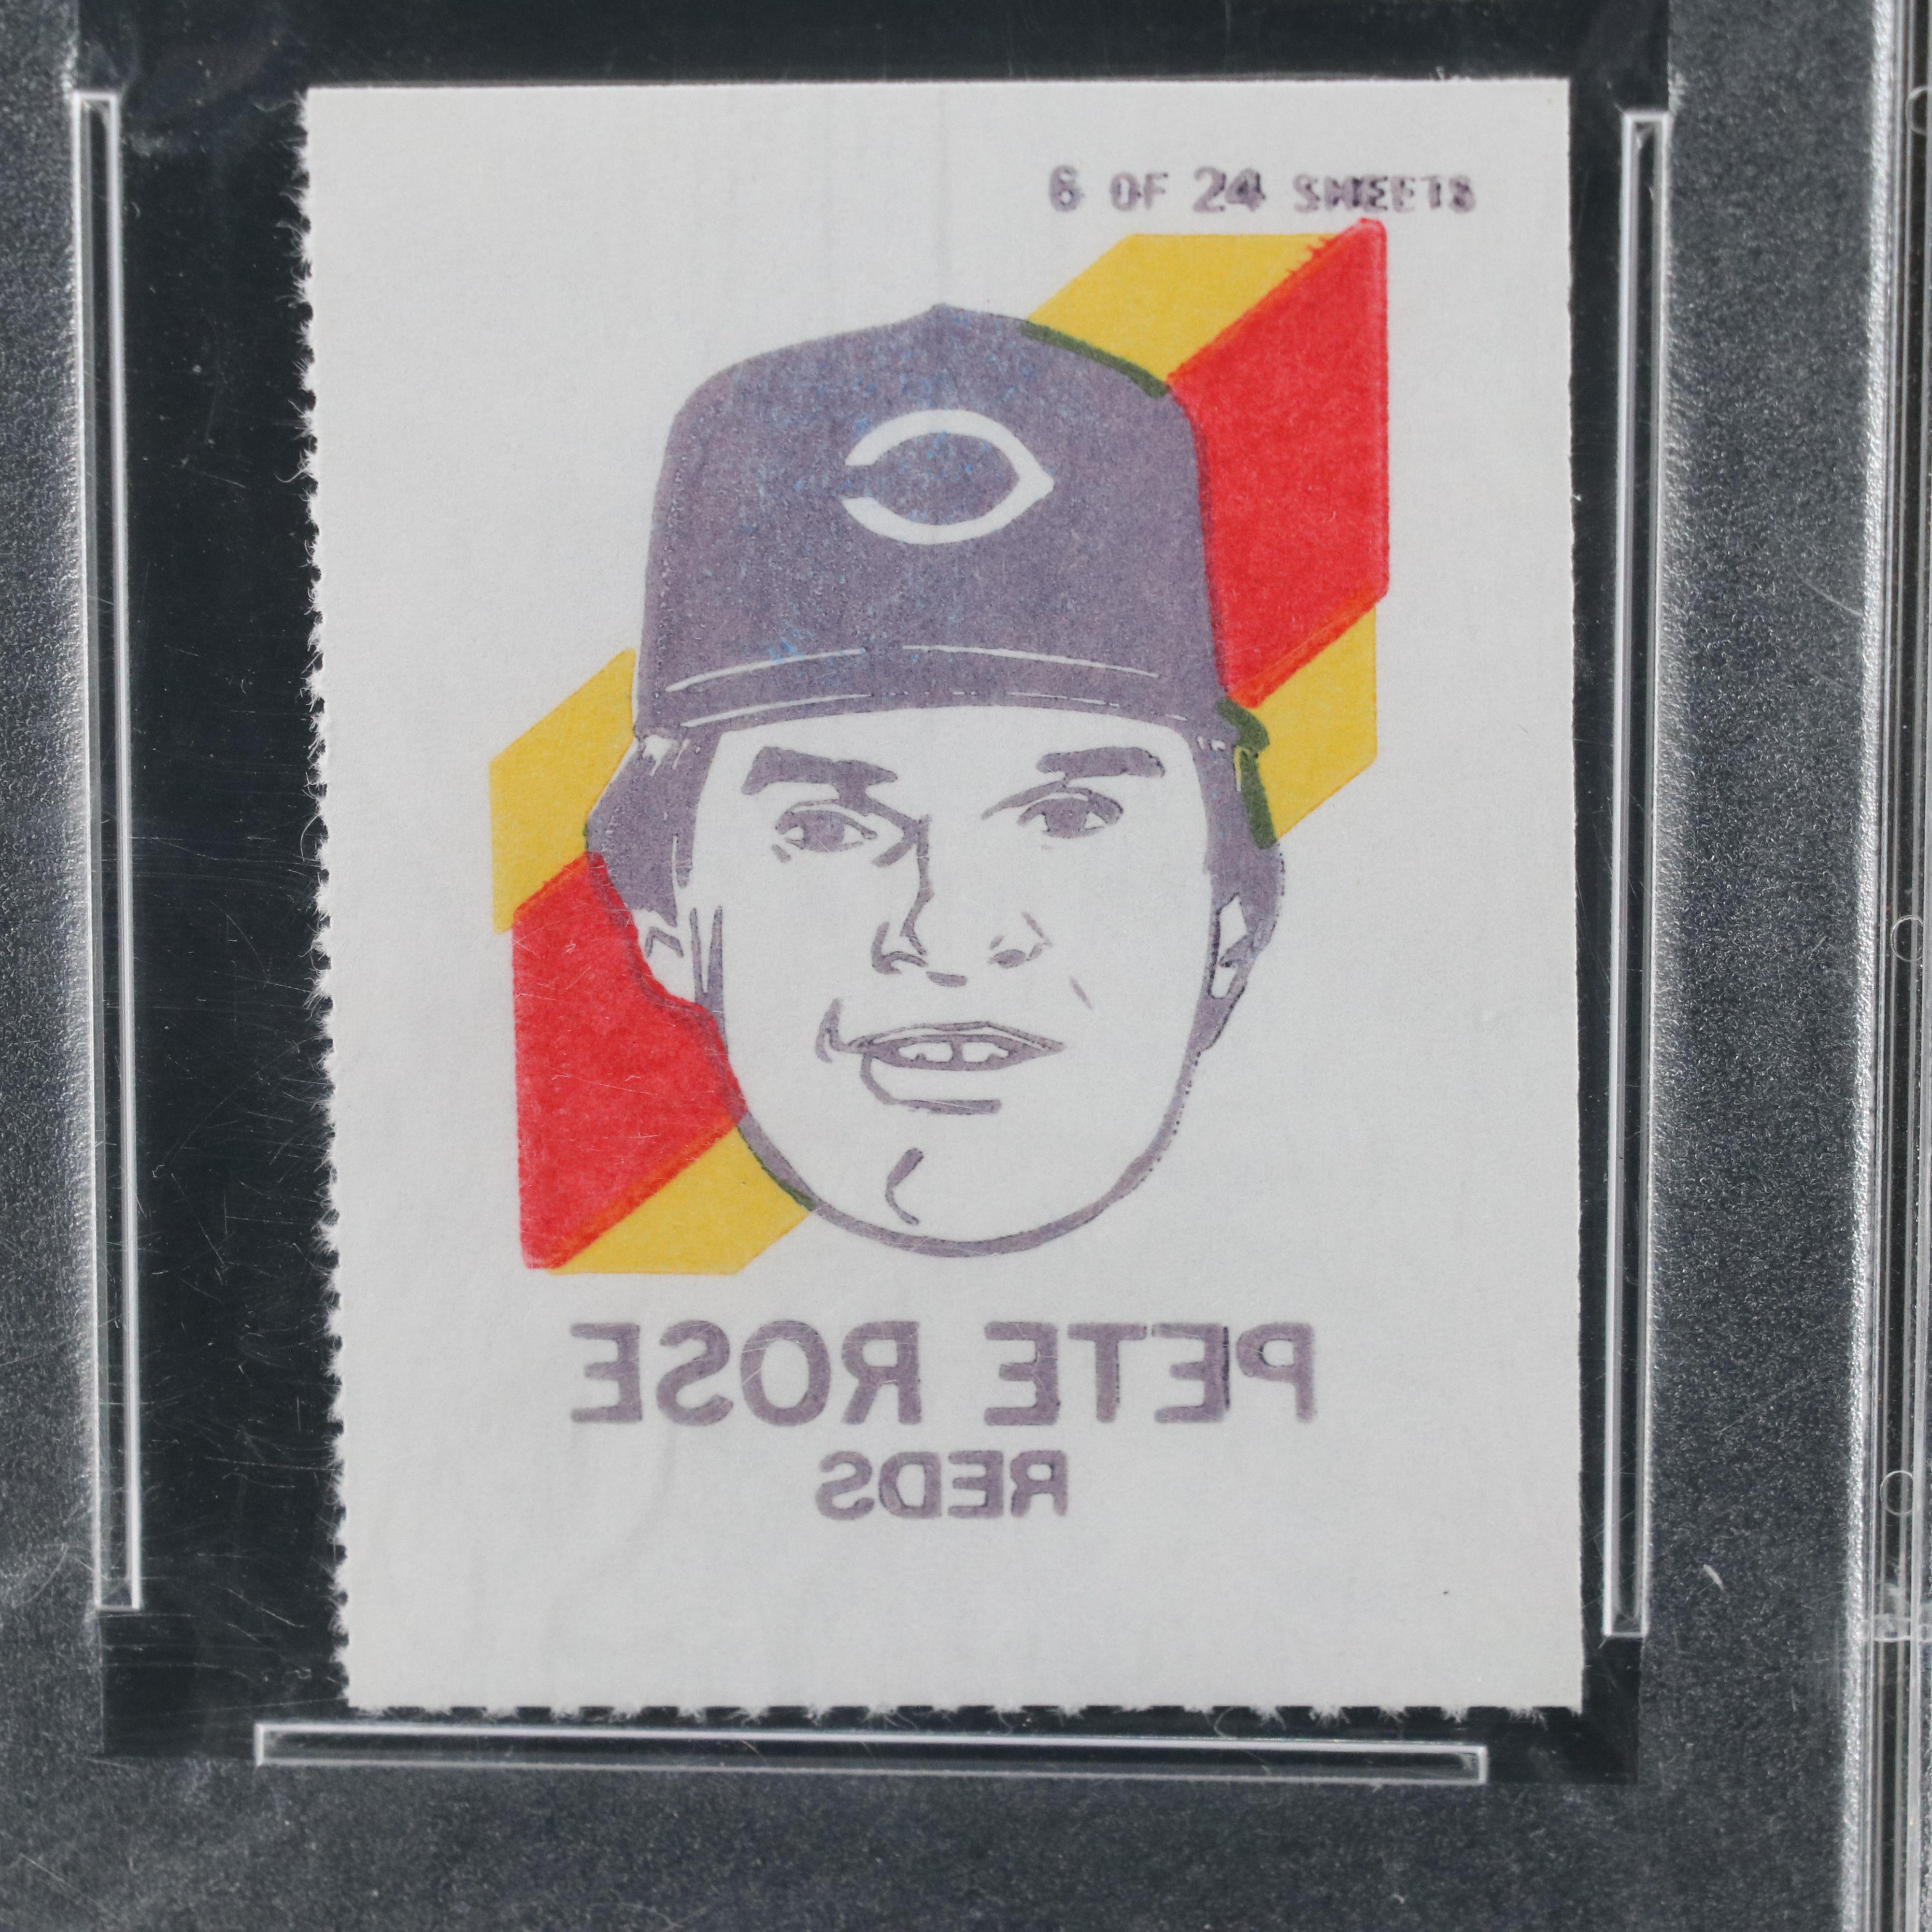 6 OF 24 SHEETS
PETE ROSE
REDS